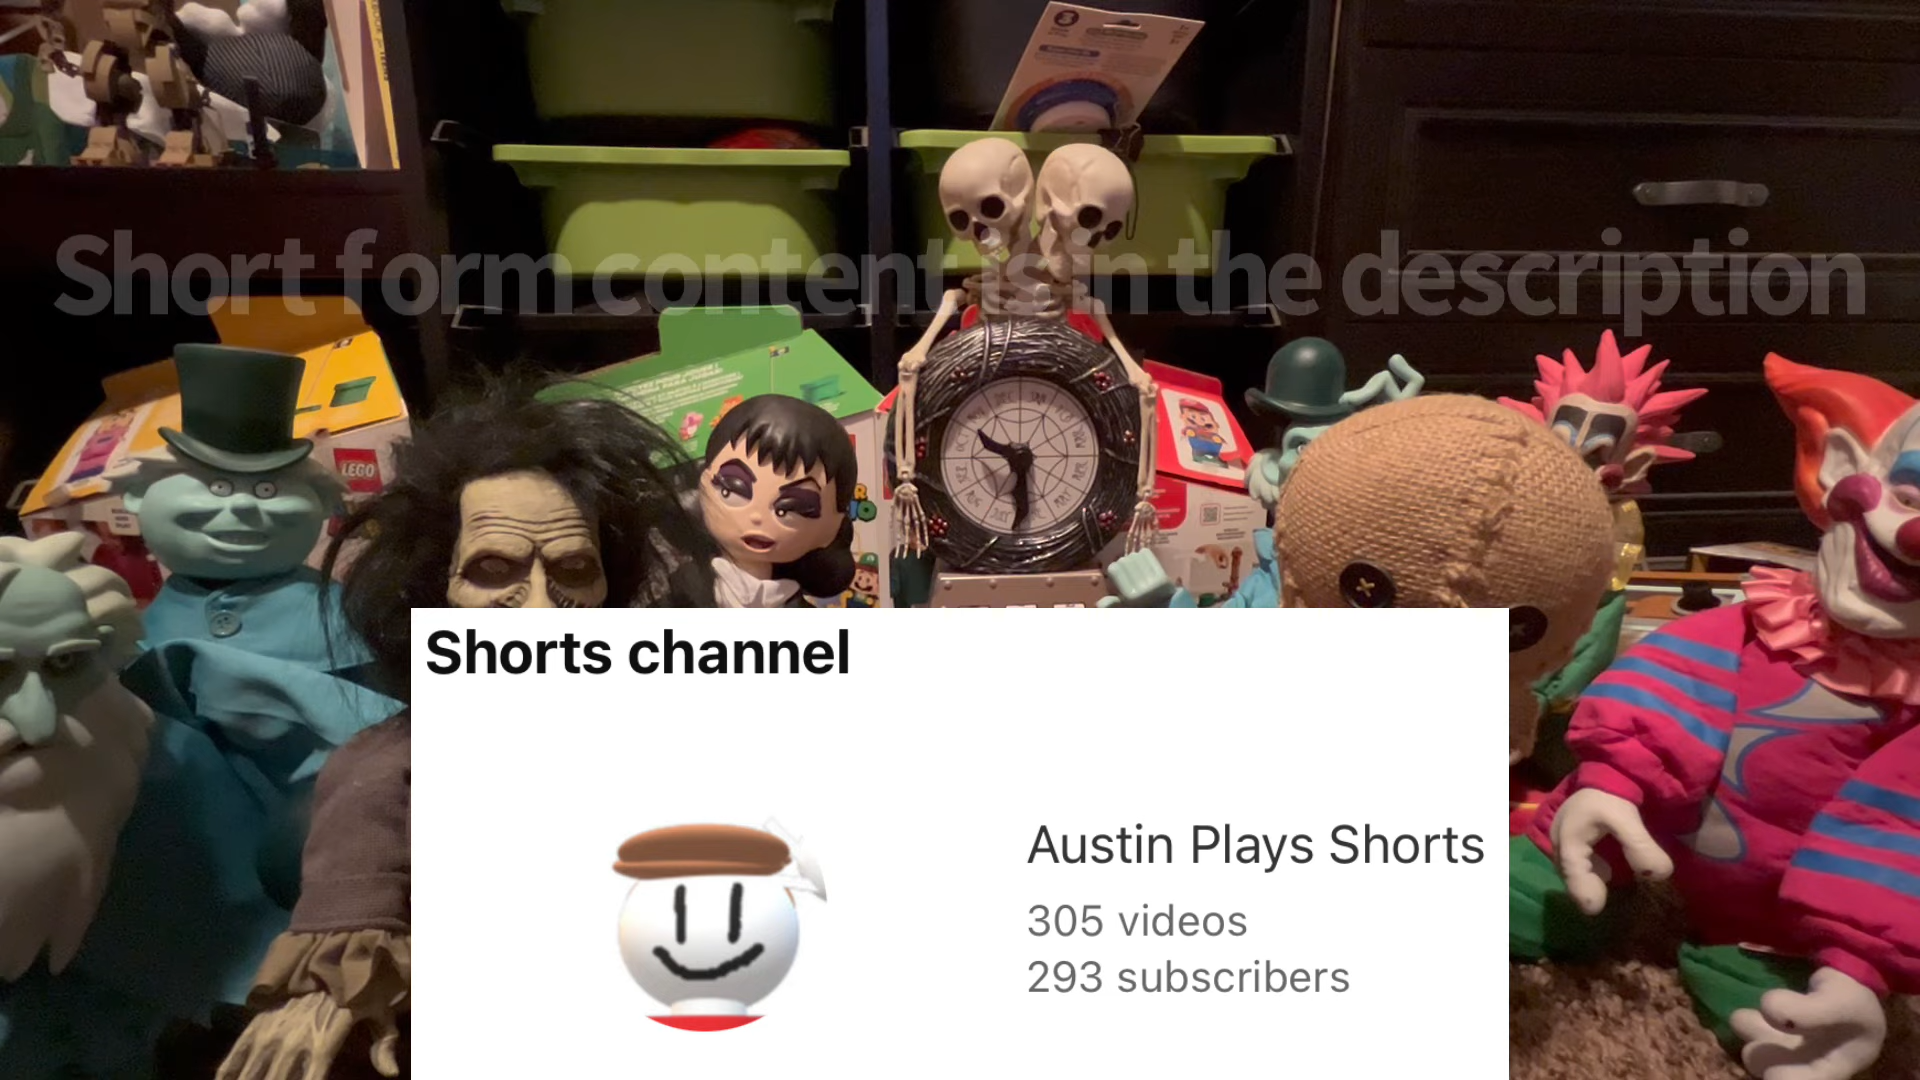 Short form content is in the description
LEGO
Shorts channel
Austin Plays Shorts
305 videos
293 subscribers